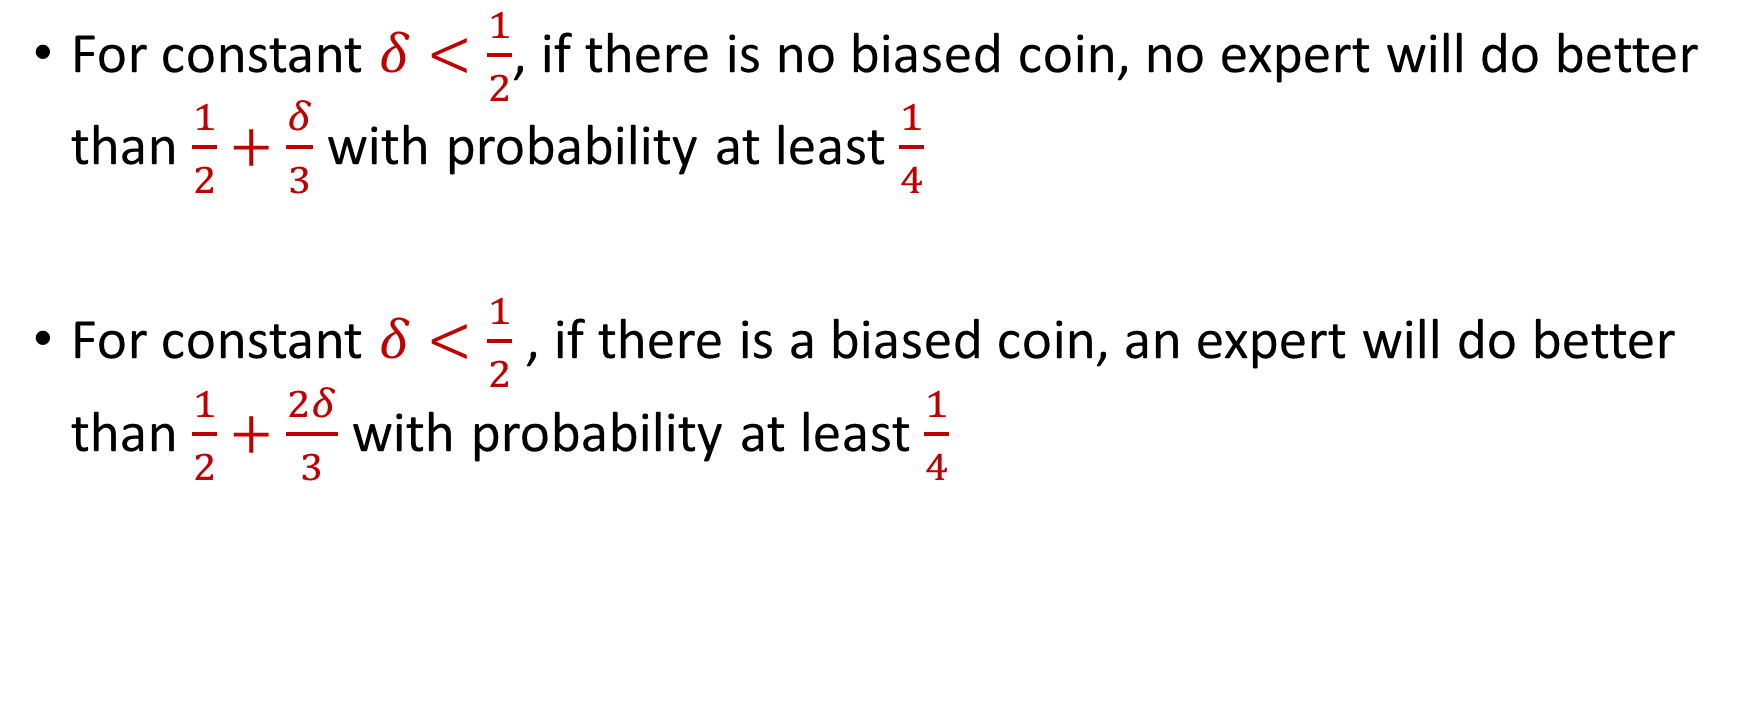 • For constant δ < 1/2, if there is no biased coin, no expert will do better
than 1/2 + δ/3 with probability at least 1/4
• For constant δ < 1/2 , if there is a biased coin, an expert will do better
than 1/2 + 2δ/3 with probability at least 1/4